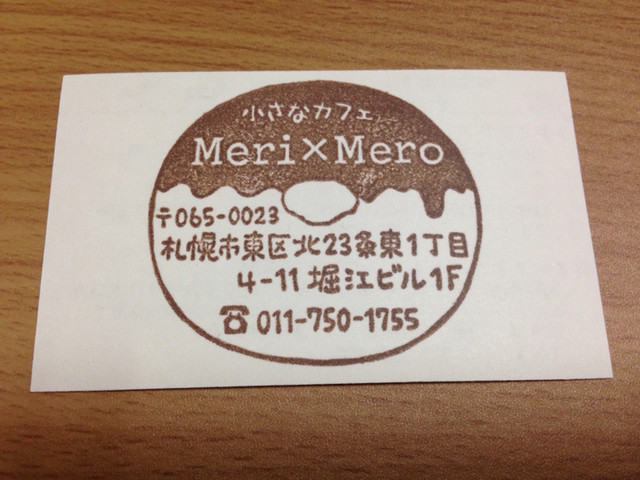 小さなカフェ
Meri×Mero
〒065-0023
札幌市東区北23条東1丁目
4-11 堀江ビル1F
☎011-750-1755